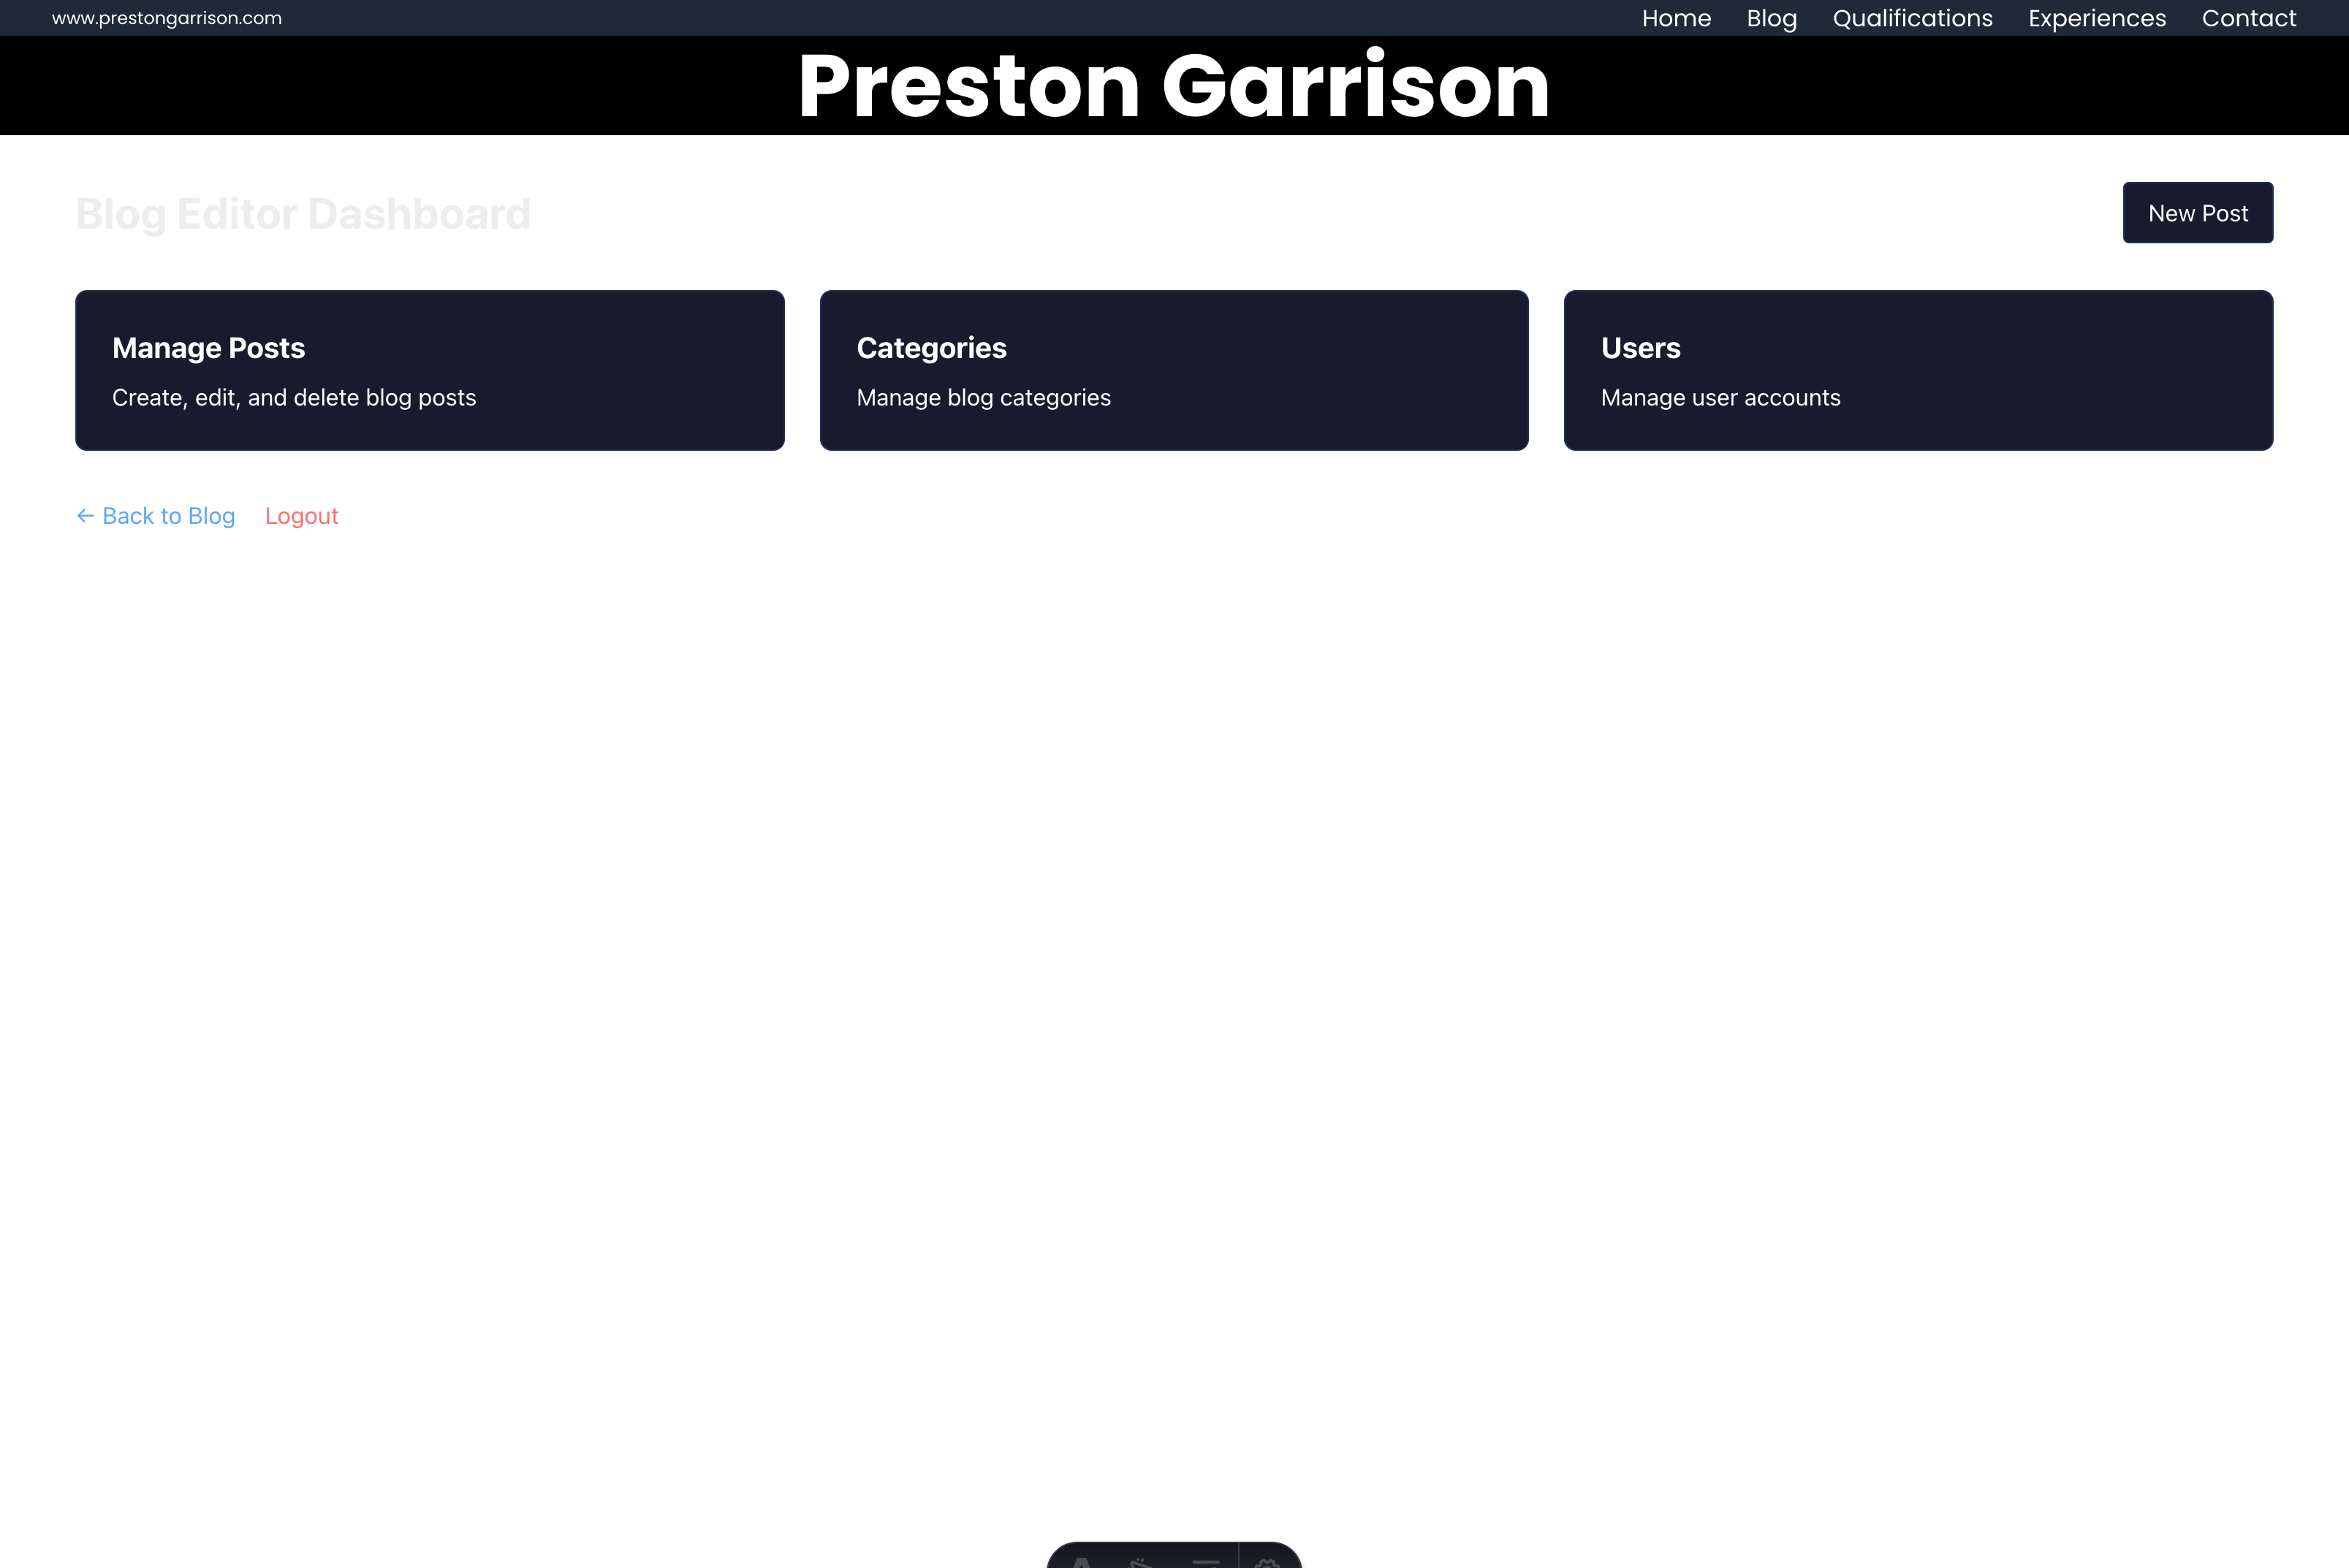 www.prestongarrison.com
Home Blog Qualifications Experiences Contact
Preston Garrison
Blog Editor Dashboard
New Post
Manage Posts
Create, edit, and delete blog posts
Categories
Manage blog categories
Users
Manage user accounts
← Back to Blog
Logout